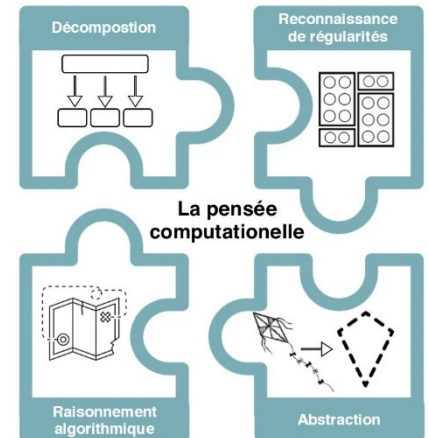 Décompostion
Reconnaissance
de régularités
La pensée
computationelle
Raisonnement
algorithmique
Abstraction